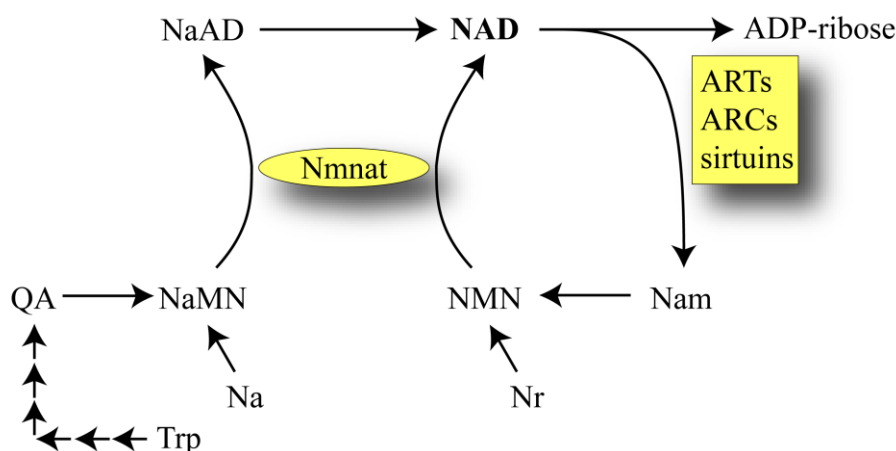 NaAD
NAD
ADP-ribose
ARTs
ARCs
sirtuins
Nmnat
QA
NaMN
NMN
Nam
Na
Nr
Trp